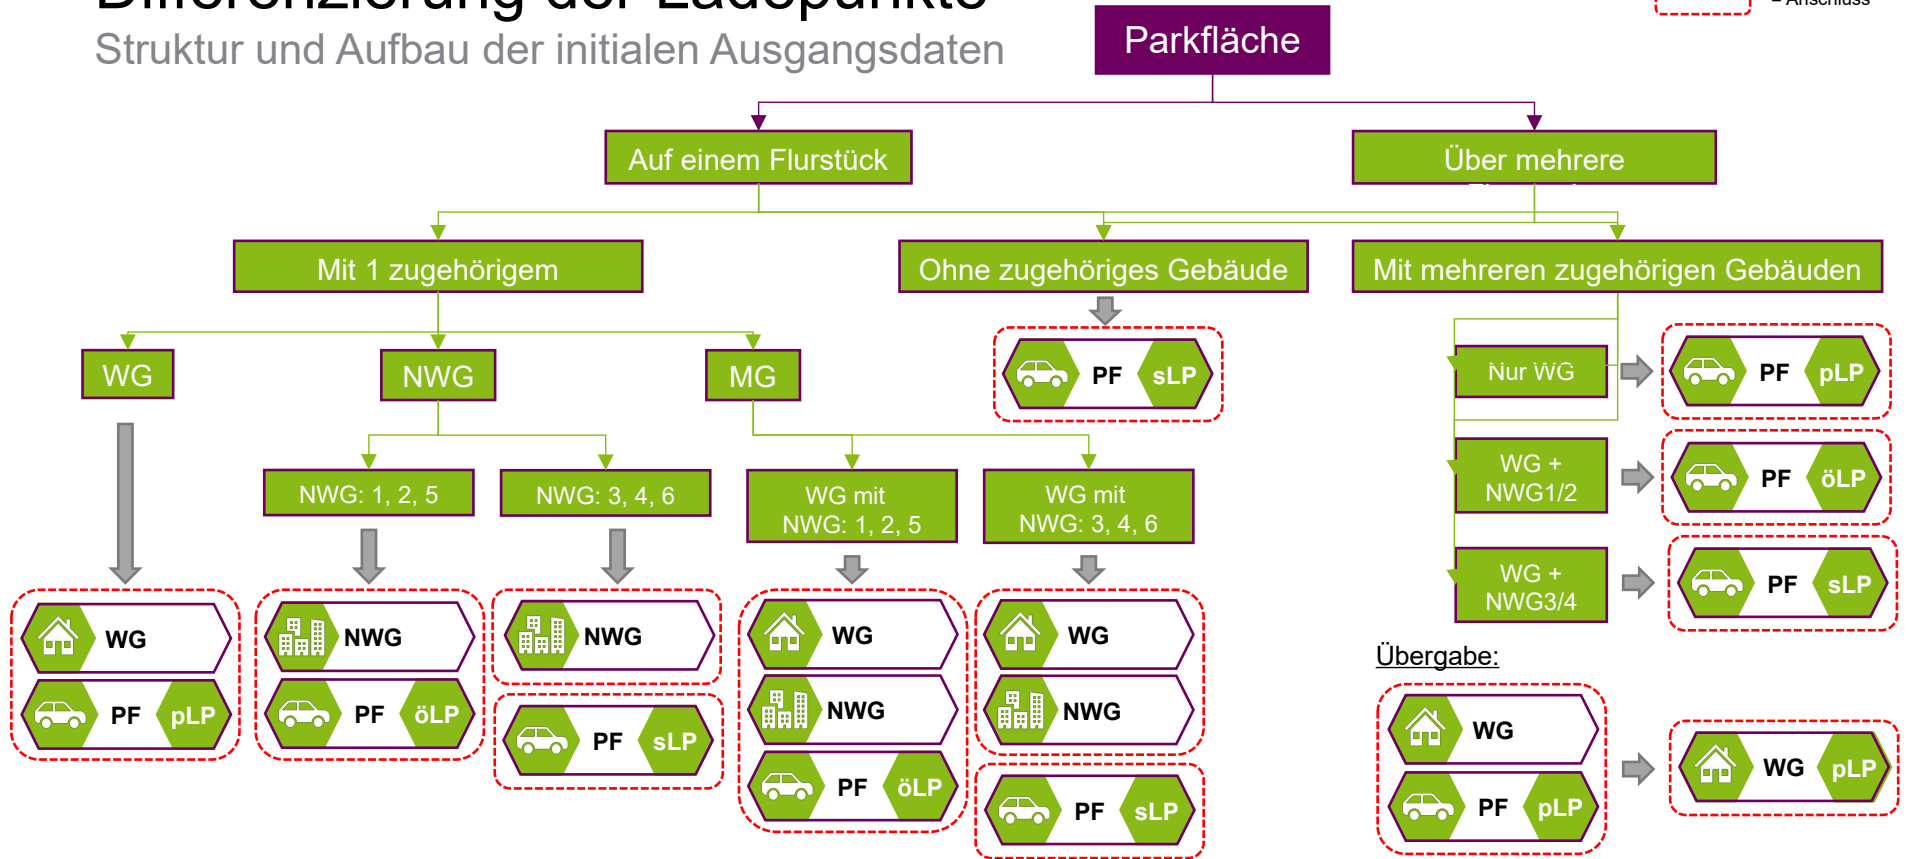 Differenzierung der Ladepunkte
= Anschluss
Struktur und Aufbau der initialen Ausgangsdaten
Parkfläche
Auf einem Flurstück
Über mehrere
Mit 1 zugehörigem
Ohne zugehöriges Gebäude
Mit mehreren zugehörigen Gebäuden
WG
NWG
MG
PF sLP
Nur WG
PF pLP
NWG: 1, 2, 5
NWG: 3, 4, 6
WG mit
NWG: 1, 2, 5
WG mit
NWG: 3, 4, 6
WG +
NWG1/2
PF öLP
WG +
NWG3/4
PF sLP
WG
PF pLP
NWG
PF öLP
NWG
PF sLP
WG
NWG
PF öLP
WG
NWG
PF sLP
Übergabe:
WG
PF pLP
WG pLP